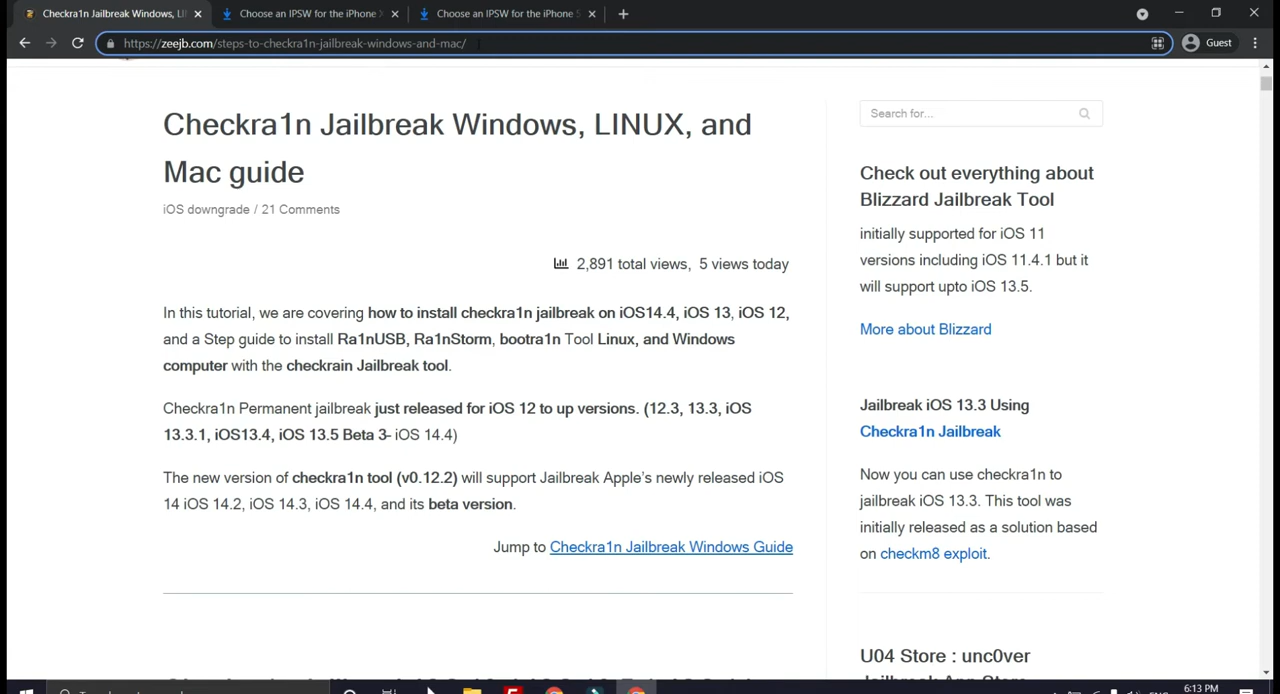 Checkra1n Jailbreak Windows, LI
Choose an IPSW for the iPhone
Choose an IPSW for the iPhone
https://zeejb.com/steps-to-checkra1n-jailbreak-windows-and-mac/
Guest
Checkra1n Jailbreak Windows, LINUX, and
Mac guide
iOS downgrade / 21 Comments
2,891 total views, 5 views today
In this tutorial, we are covering how to install checkra1n jailbreak on iOS14.4, iOS 13, iOS 12,
and a Step guide to install Ra1nUSB, Ra1nStorm, bootra1n Tool Linux, and Windows
computer with the checkrain Jailbreak tool.
Checkra1n Permanent jailbreak just released for iOS 12 to up versions. (12.3, 13.3, iOS
13.3.1, iOS13.4, iOS 13.5 Beta 3- iOS 14.4)
The new version of checkra1n tool (v0.12.2) will support Jailbreak Apple's newly released iOS
14 iOS 14.2, iOS 14.3, iOS 14.4, and its beta version.
Jump to Checkra1n Jailbreak Windows Guide
Search for...
Check out everything about
Blizzard Jailbreak Tool
initially supported for iOS 11
versions including iOS 11.4.1 but it
will support upto iOS 13.5.
More about Blizzard
Jailbreak iOS 13.3 Using
Checkra1n Jailbreak
Now you can use checkra1n to
jailbreak iOS 13.3. This tool was
initially released as a solution based
on checkm8 exploit.
U04 Store : unc0ver
6:13 PM